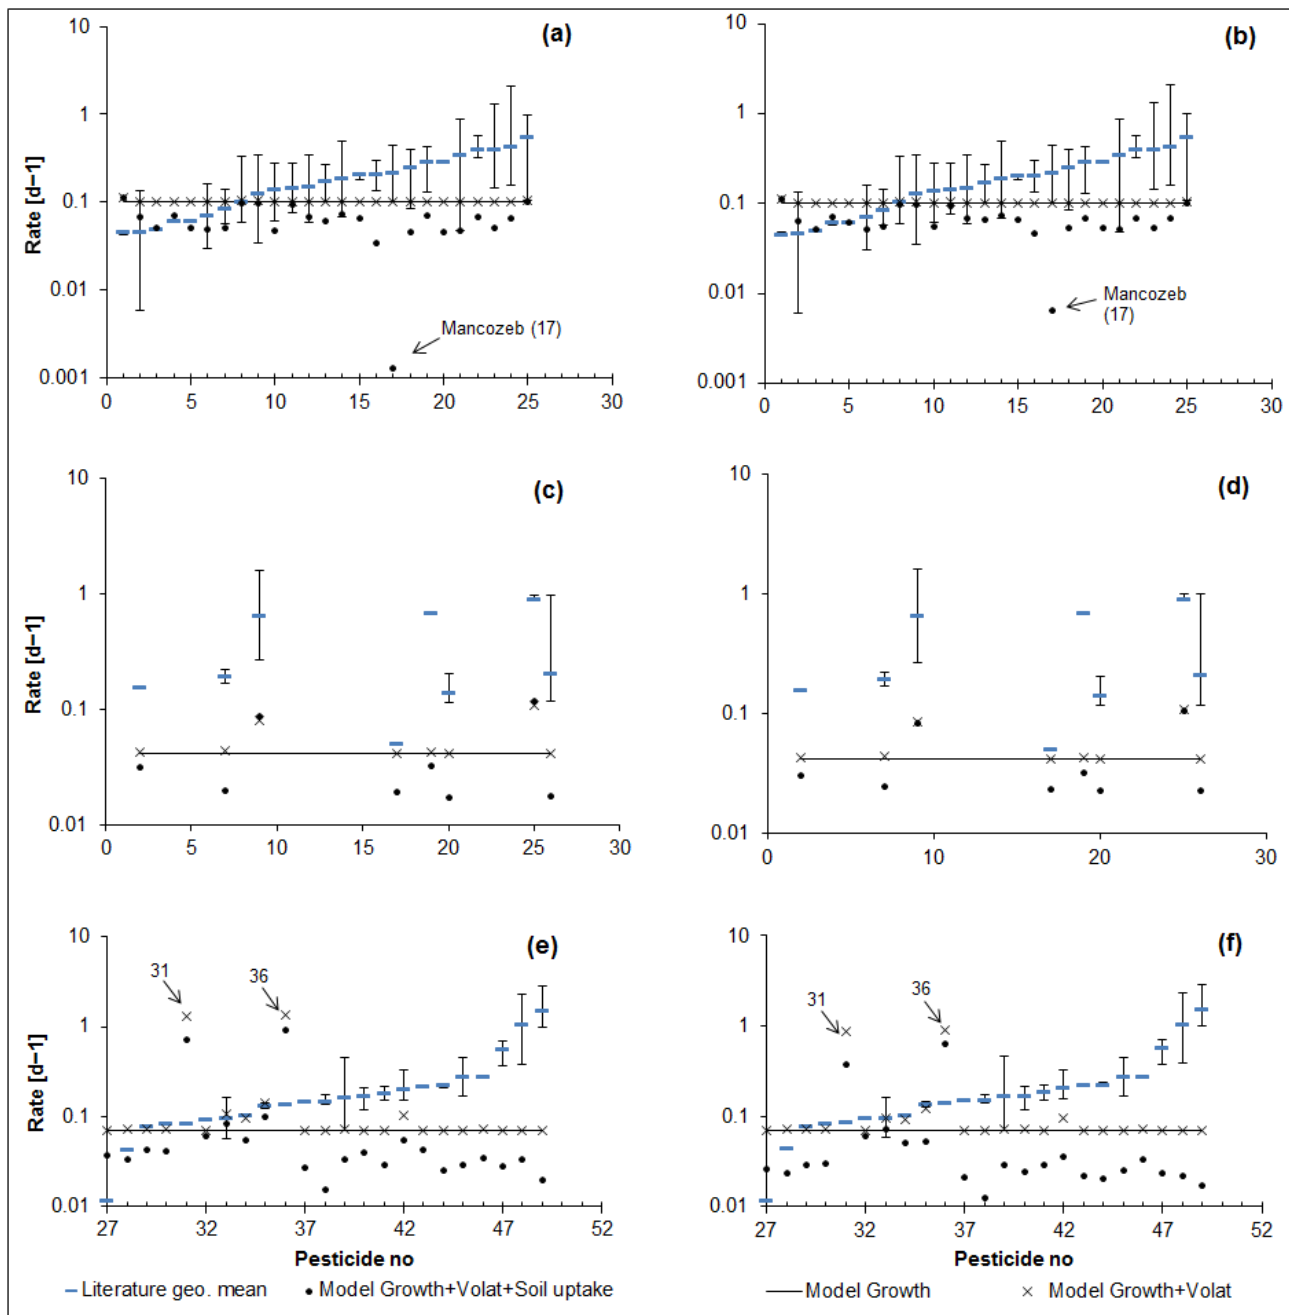 (a)
10
1
0.1
0.01
0.001
Rate [d−1]
Mancozeb (17)
0 5 10 15 20 25 30
(b)
10
1
0.1
0.01
0.001
Mancozeb
(17)
0 5 10 15 20 25 30
(c)
10
1
0.1
0.01
Rate [d−1]
0 5 10 15 20 25 30
(d)
10
1
0.1
0.01
0 10 20 30
(e)
10
1
0.1
0.01
Rate [d−1]
31
36
27 32 37 42 47 52
Pesticide no
(f)
10
1
0.1
0.01
31
36
27 32 37 42 47 52
Pesticide no
Literature geo. mean
Model Growth+Volat+Soil uptake
Model Growth
Model Growth+Volat